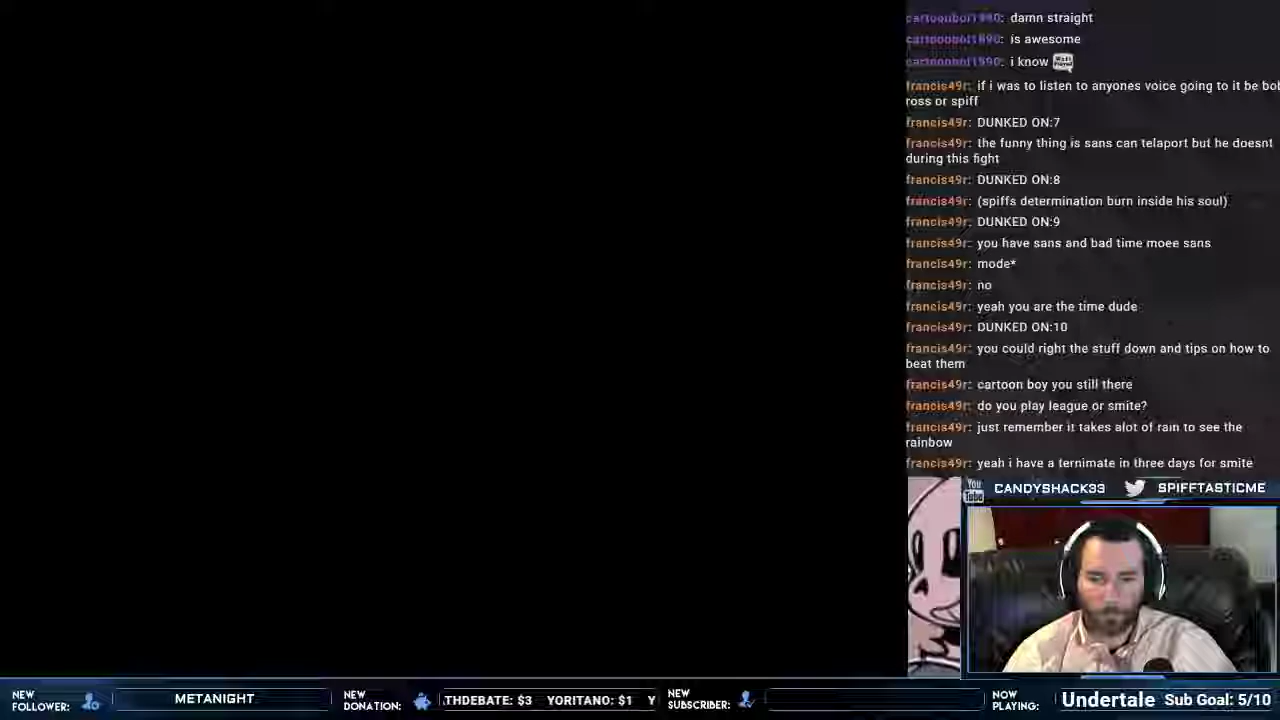 cartoonboi1990: damn straight
cartoonboi1990: is awesome
cartoonboi1990: i know
francis49r: if i was to listen to anyones voice going to it be bob
ross or spiff
francis49r: DUNKED ON:7
francis49r: the funny thing is sans can telaport but he doesnt
during this fight
francis49r: DUNKED ON:8
francis49r: (spiffs determination burn inside his soul)
francis49r: DUNKED ON:9
francis49r: you have sans and bad time moee sans
francis49r: mode*
francis49r: no
francis49r: yeah you are the time dude
francis49r: DUNKED ON:10
francis49r: you could right the stuff down and tips on how to
beat them
francis49r: cartoon boy you still there
francis49r: do you play league or smite?
francis49r: just remember it takes alot of rain to see the
rainbow
francis49r: yeah i have a ternimate in three days for smite
You Tube CANDYSHACK33 SPIFFTASTICME
NEW FOLLOWER: METANIGHT
NEW DONATION: THDEBATE: $3 YORITANO: $1 Y
NEW SUBSCRIBER:
NOW PLAYING: Undertale Sub Goal: 5/10